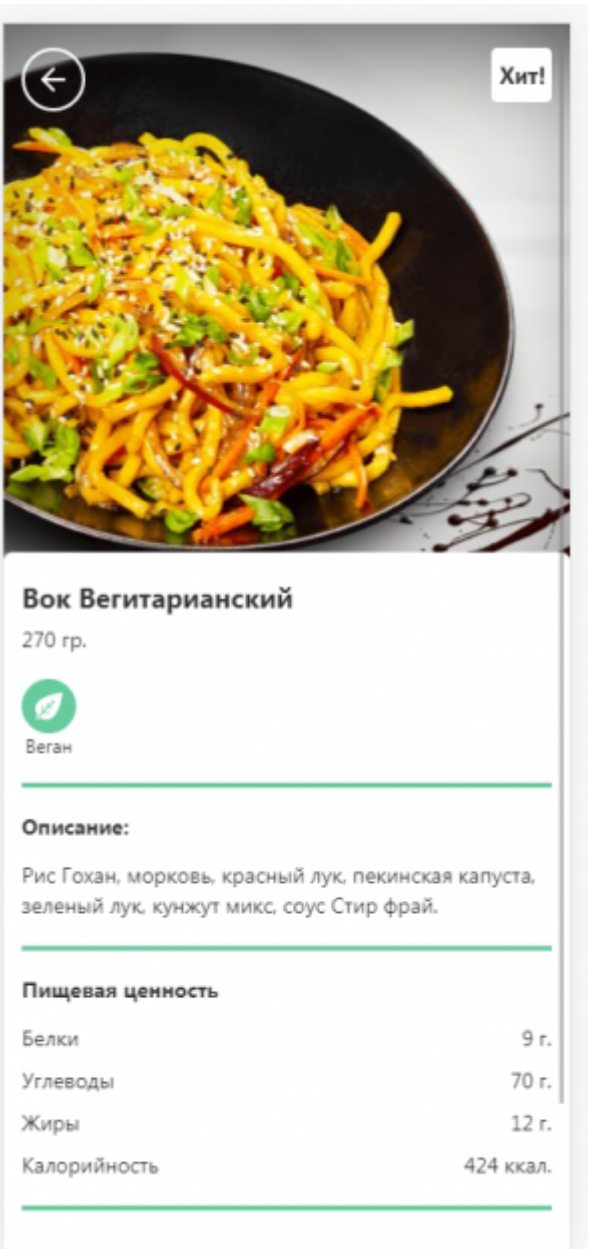 Хит!
Вок Вегитарианский
270 гр.
Веган
Описание:
Рис Гохан, морковь, красный лук, пекинская капуста,
зеленый лук, кунжут микс, соус Стир фрай.
Пищевая ценность
Белки 9 г.
Углеводы 70 г.
Жиры 12 г.
Калорийность 424 ккал.